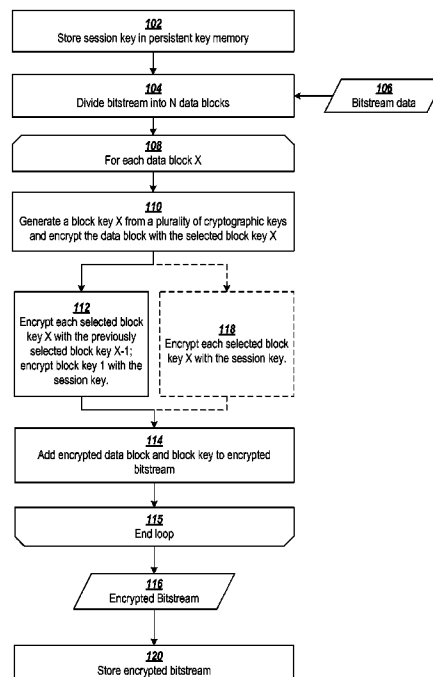 102
Store session key in persistent key memory
104
Divide bitstream into N data blocks
106
Bitstream data
108
For each data block X
110
Generate a block key X from a plurality of cryptographic keys
and encrypt the data block with the selected block key X
112
Encrypt each selected block
key X with the previously
selected block key X-1;
encrypt block key 1 with the
session key.
118
Encrypt each selected block
key X with the session key.
114
Add encrypted data block and block key to encrypted
bitstream
115
End loop
116
Encrypted Bitstream
120
Store encrypted bitstream